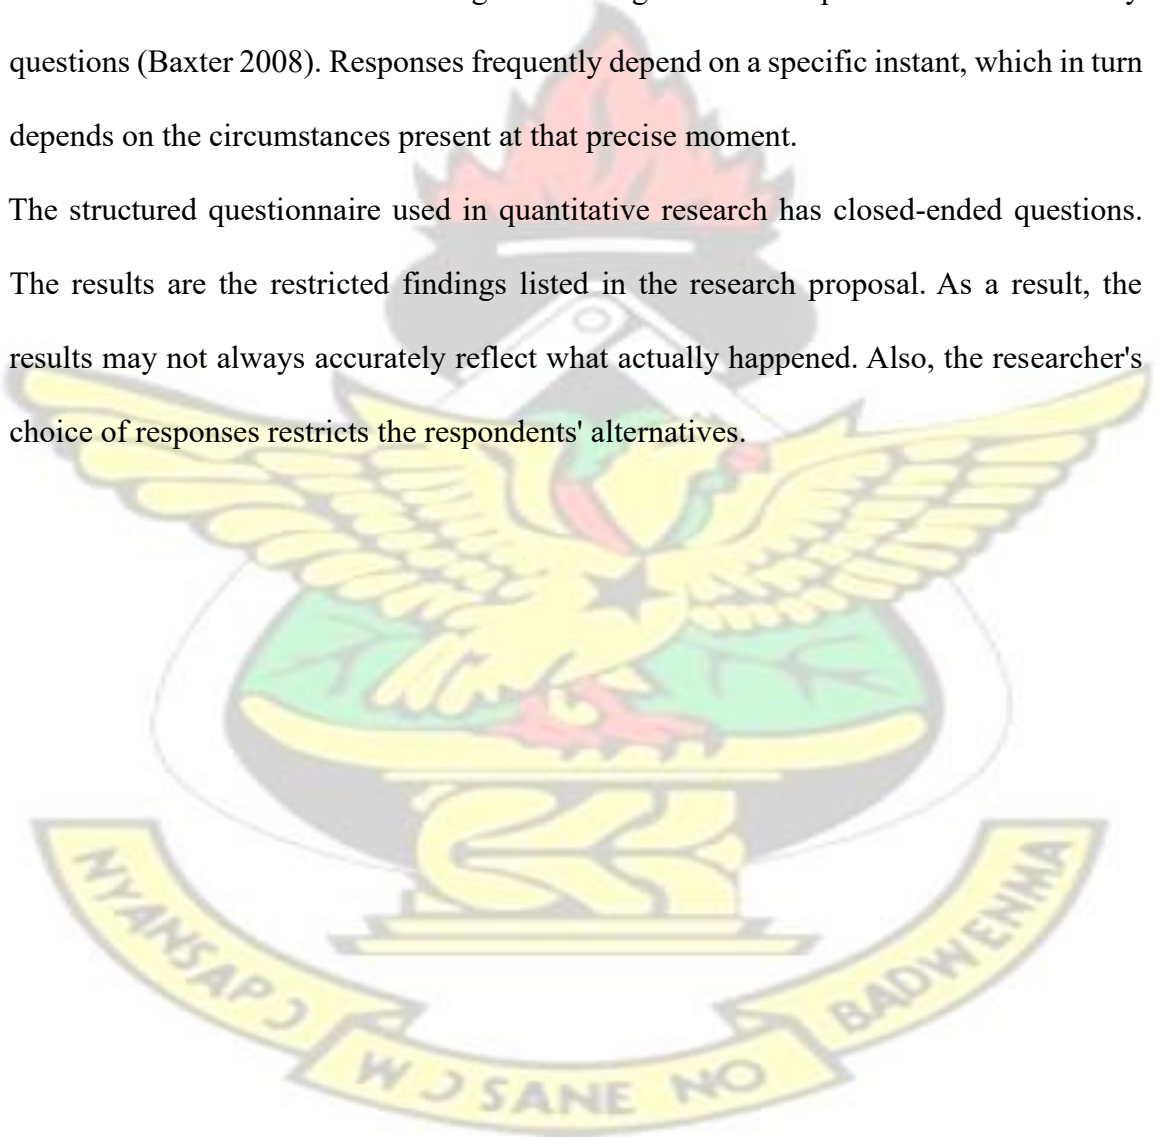 questions (Baxter 2008). Responses frequently depend on a specific instant, which in turn
depends on the circumstances present at that precise moment.
The structured questionnaire used in quantitative research has closed-ended questions.
The results are the restricted findings listed in the research proposal. As a result, the
results may not always accurately reflect what actually happened. Also, the researcher's
choice of responses restricts the respondents' alternatives.
NYANSAPƆ
WƆSANE NO
BADWENMA